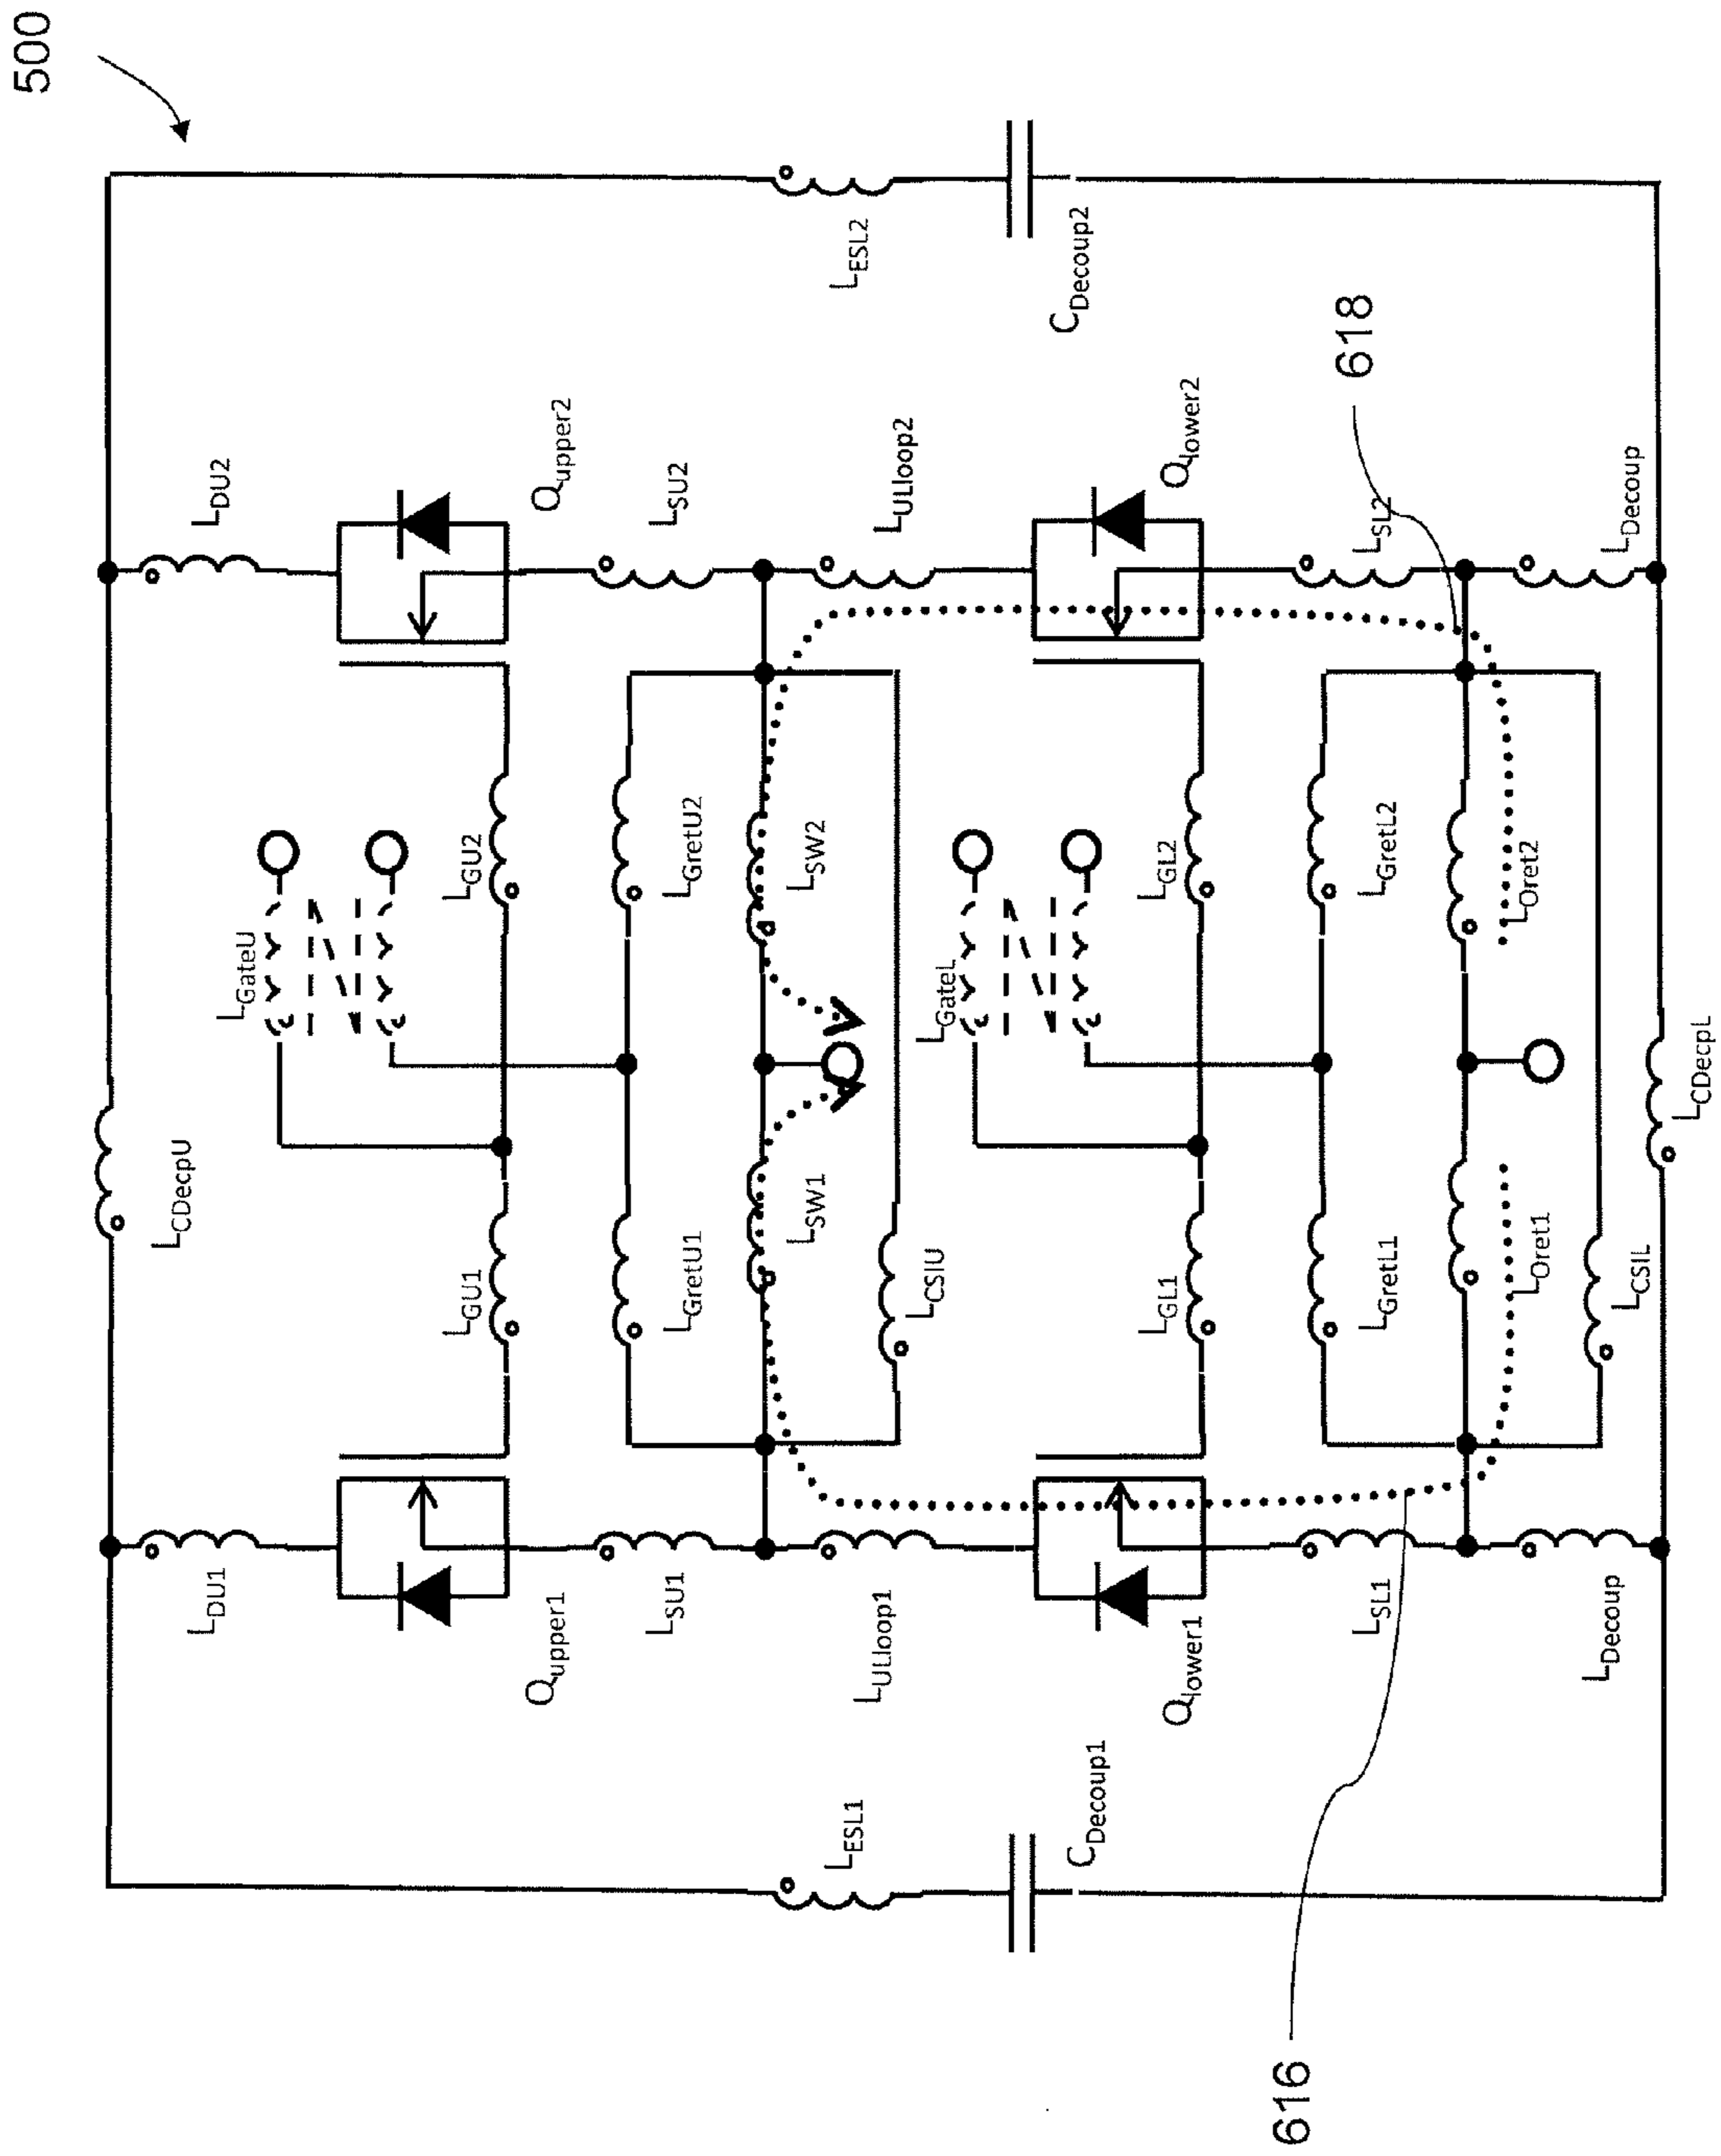 500
LCDecpU
LDU1
LDU2
LGateU
Qupper1
LGU1
LGU2
Qupper2
LSU1
LGretU1
LGretU2
LSU2
LESL1
LULloop1
LSW1
LSW2
LULloop2
LESL2
LCSIU
LGateL
CDecoup1
CDecoup2
Qlower1
LGL1
LGL2
Qlower2
616
LSL1
LGretL1
LGretL2
LSL2
618
LOret1
LOret2
LDecoup
LCSIL
LDecoup
LCDecpL